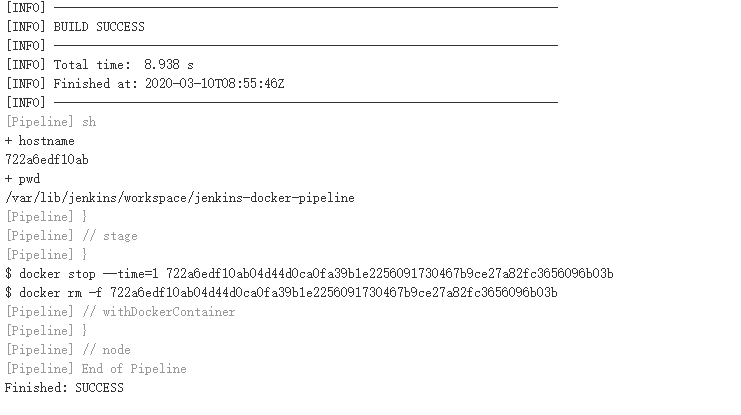 [INFO] ------------------------------------------------------------------------
[INFO] BUILD SUCCESS
[INFO] ------------------------------------------------------------------------
[INFO] Total time:  8.938 s
[INFO] Finished at: 2020-03-10T08:55:46Z
[INFO] ------------------------------------------------------------------------
[Pipeline] sh
+ hostname
722a6edf10ab
+ pwd
/var/lib/jenkins/workspace/jenkins-docker-pipeline
[Pipeline] }
[Pipeline] // stage
[Pipeline] }
$ docker stop --time=1 722a6edf10ab04d44d0ca0fa39b1e2256091730467b9ce27a82fc3656096b03b
$ docker rm -f 722a6edf10ab04d44d0ca0fa39b1e2256091730467b9ce27a82fc3656096b03b
[Pipeline] // withDockerContainer
[Pipeline] }
[Pipeline] // node
[Pipeline] End of Pipeline
Finished: SUCCESS